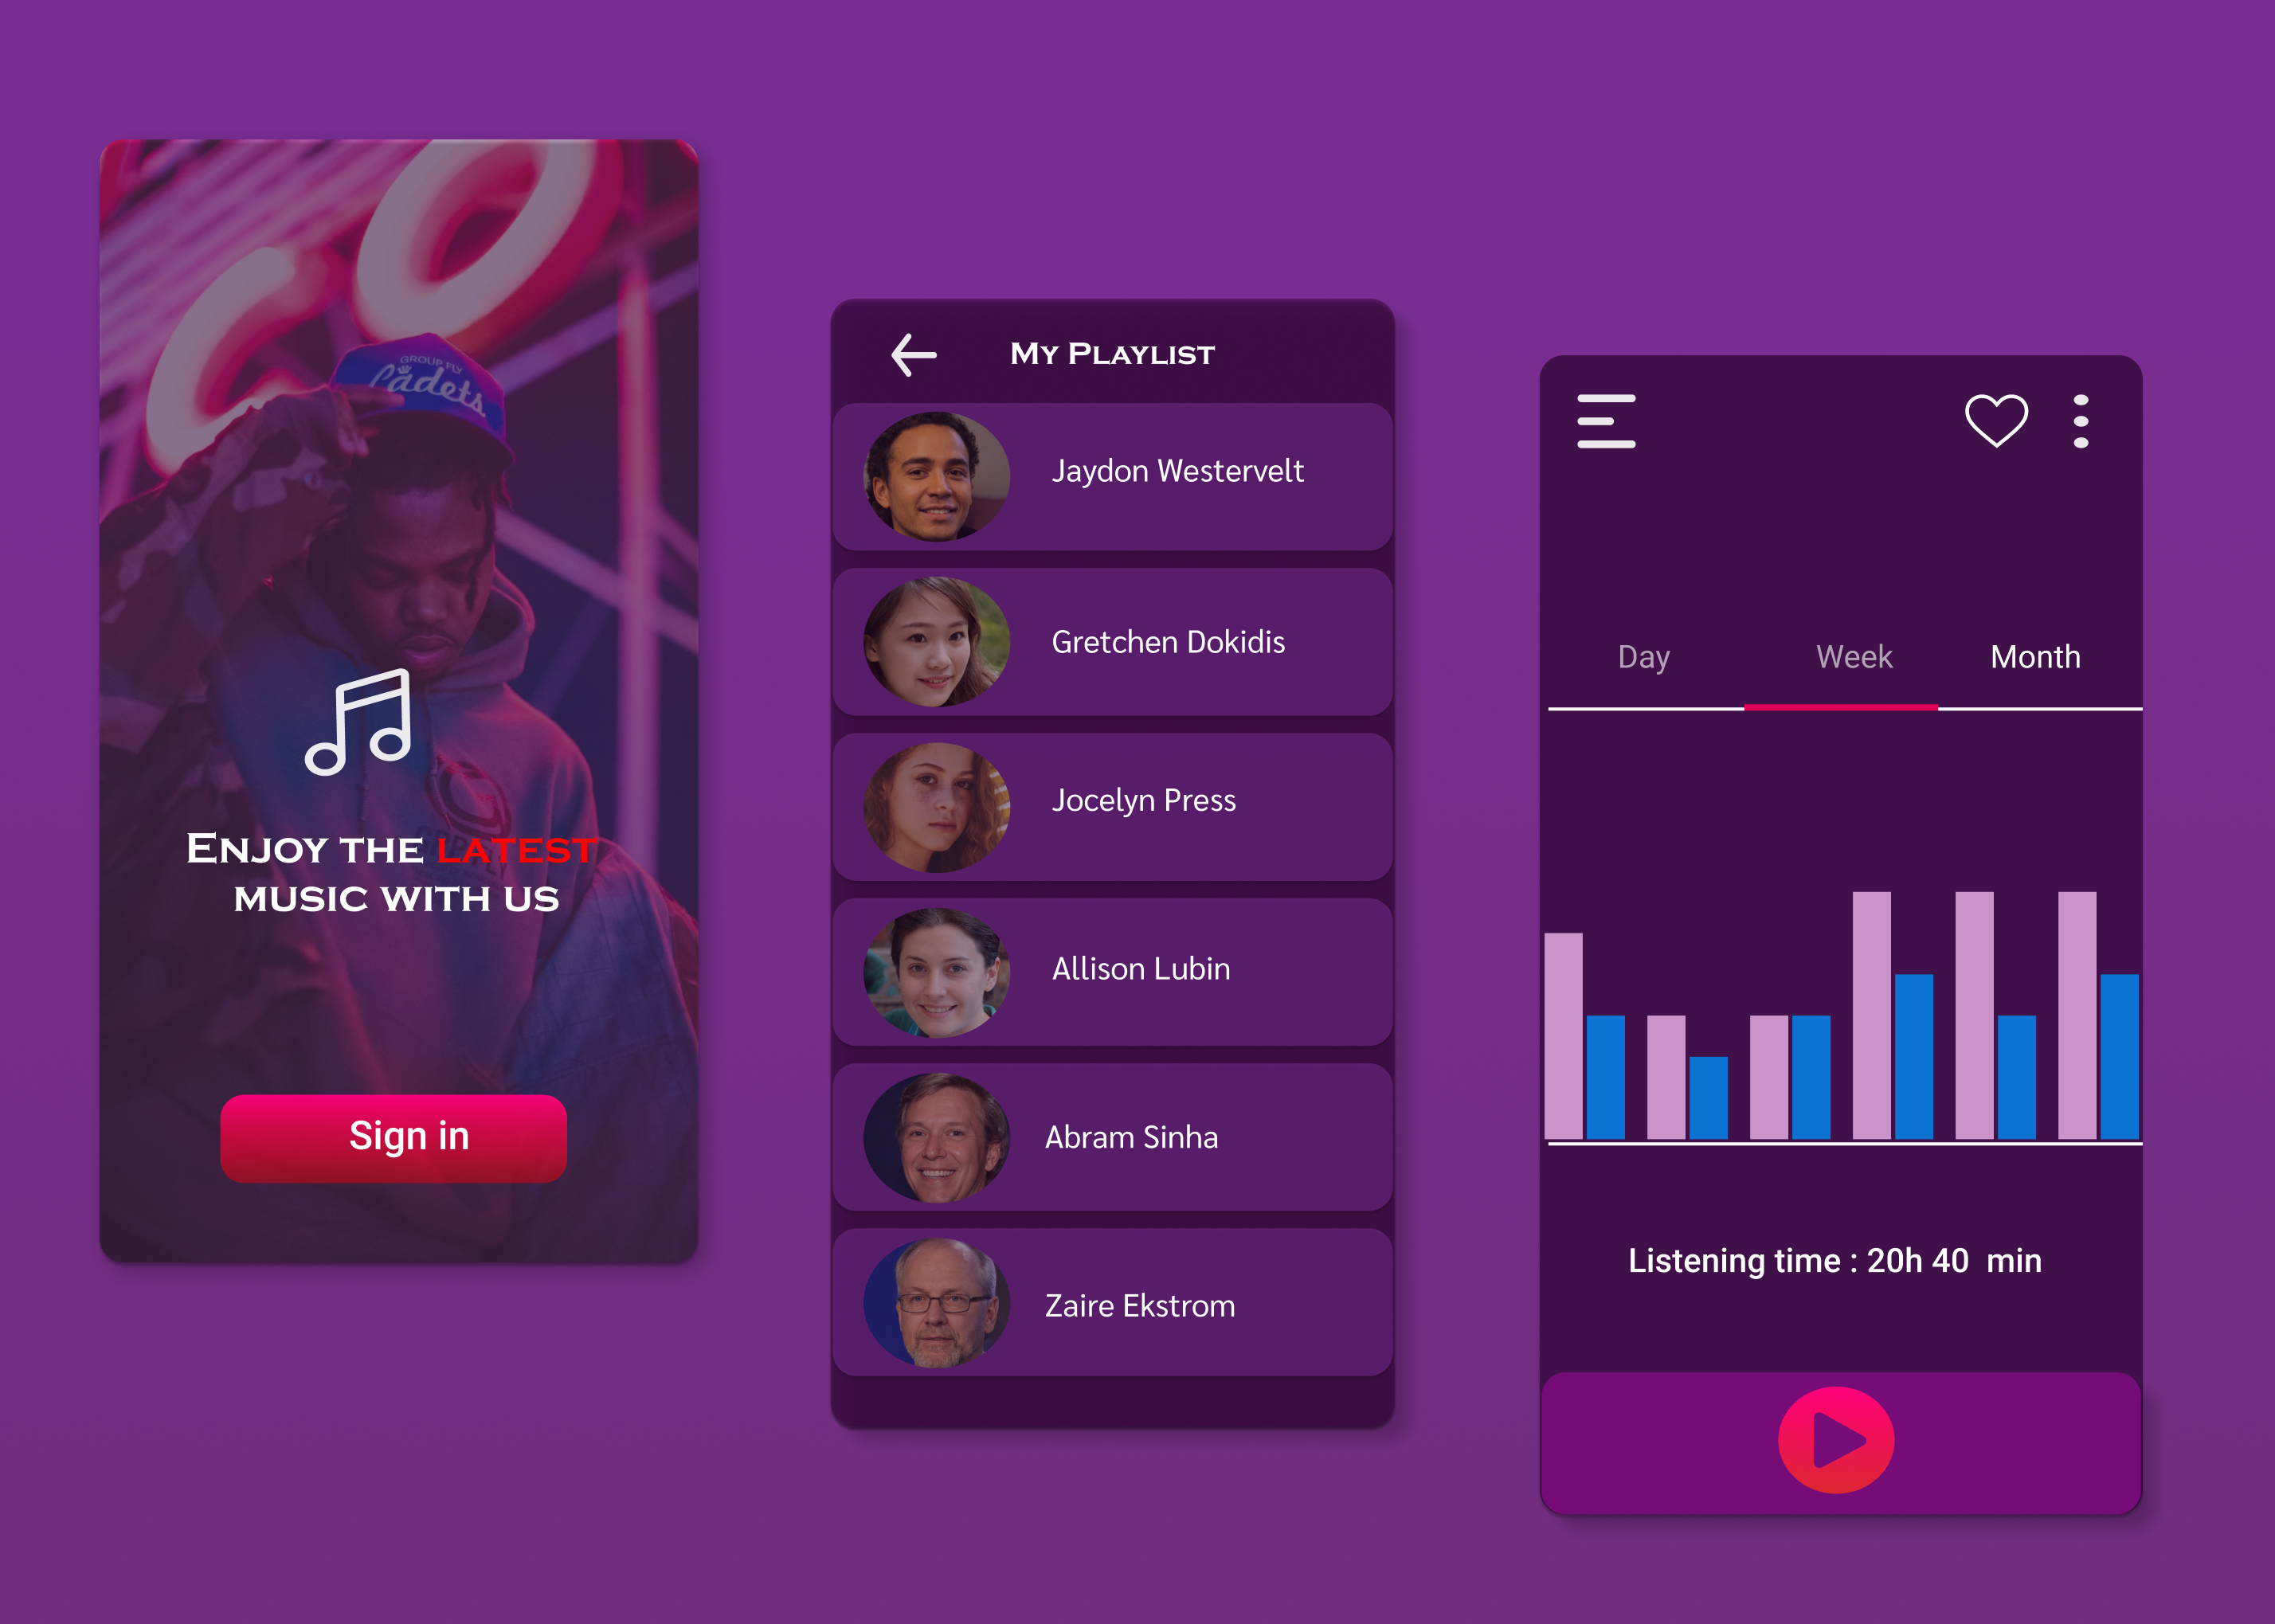 GROUP FLY
Cadets
ENJOY THE LATEST
MUSIC WITH US
Sign in
MY PLAYLIST
Jaydon Westervelt
Gretchen Dokidis
Jocelyn Press
Allison Lubin
Abram Sinha
Zaire Ekstrom
Day Week Month
Listening time : 20h 40  min